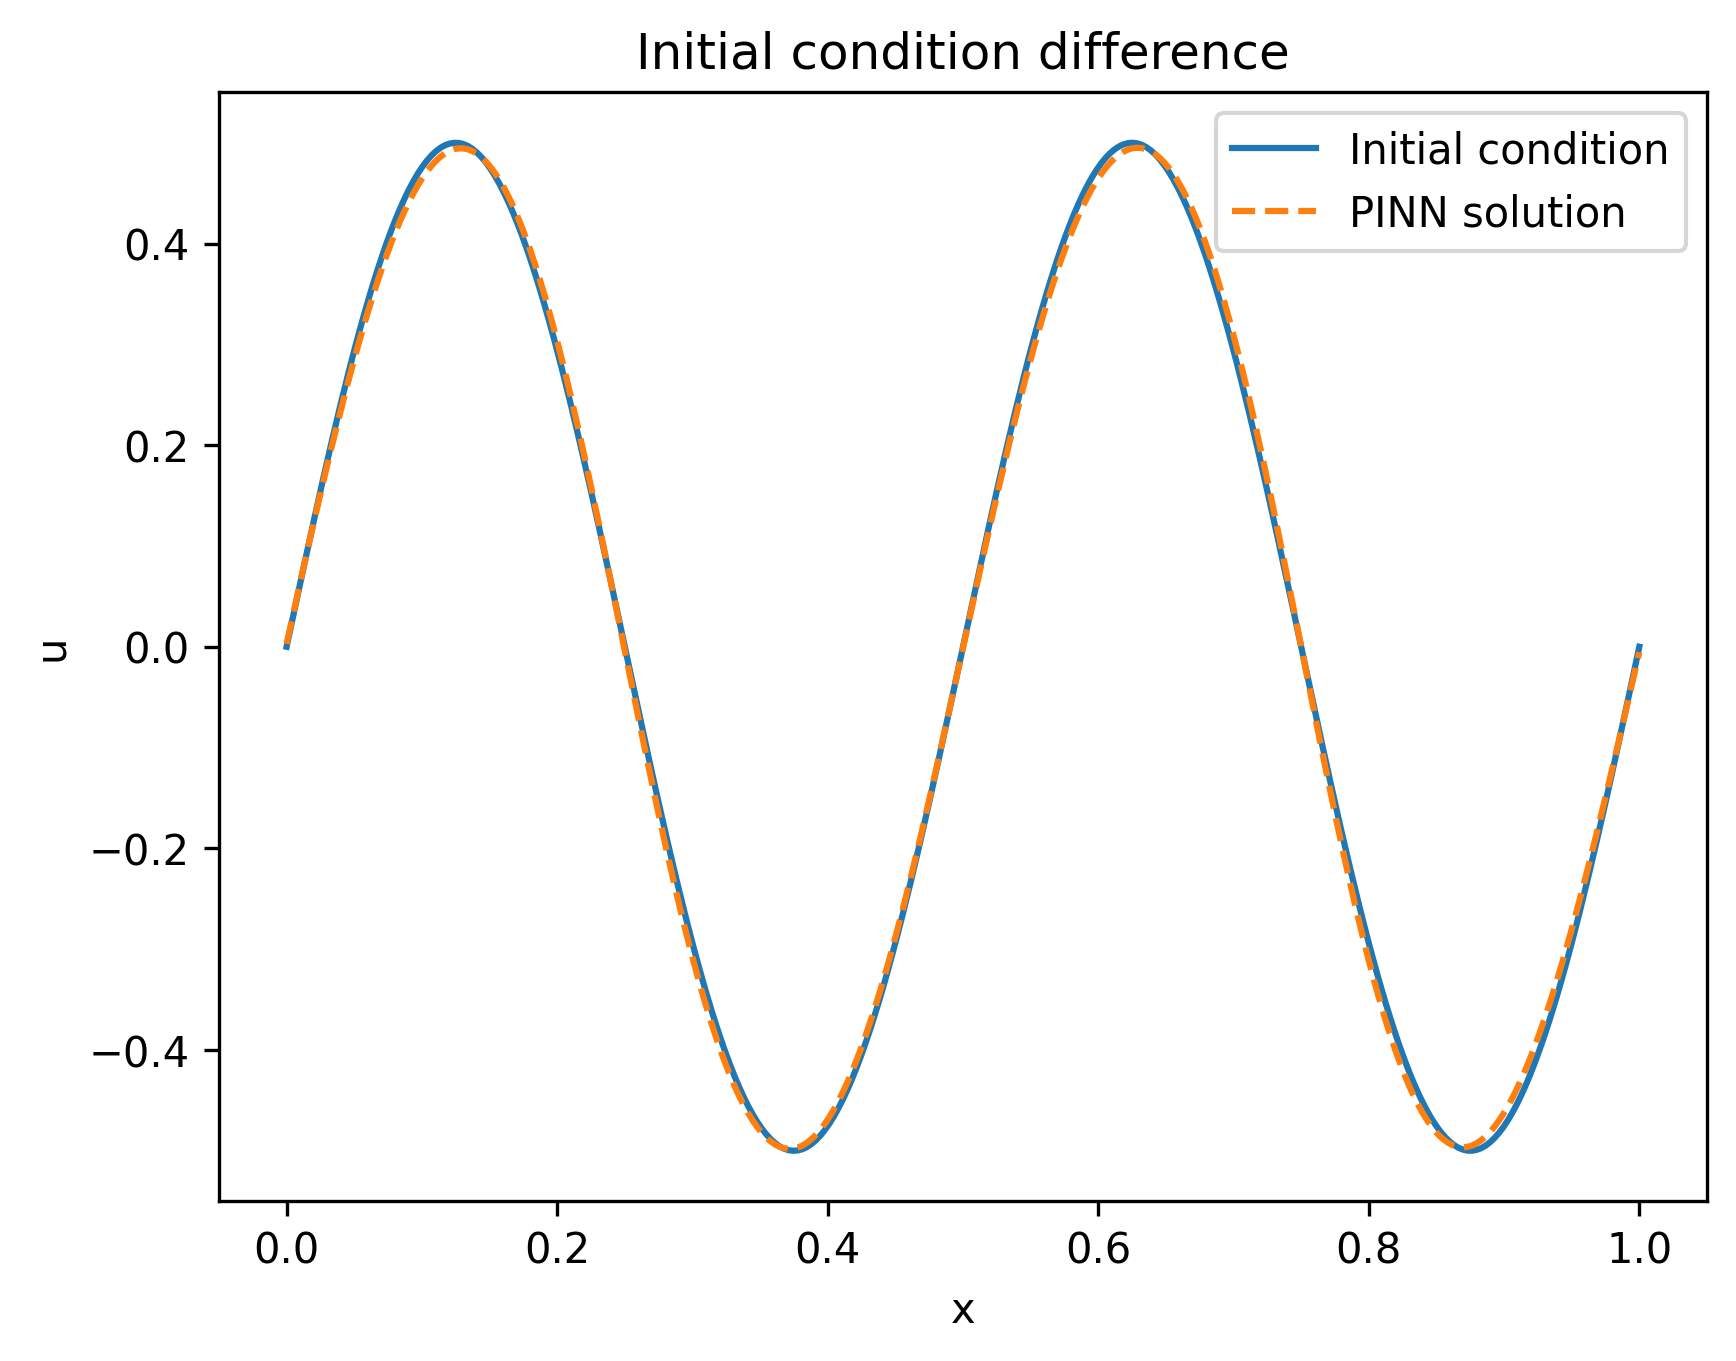 Initial condition difference
Initial condition
PINN solution
0.4
0.2
0.0
−0.2
−0.4
u
0.0 0.2 0.4 0.6 0.8 1.0
x